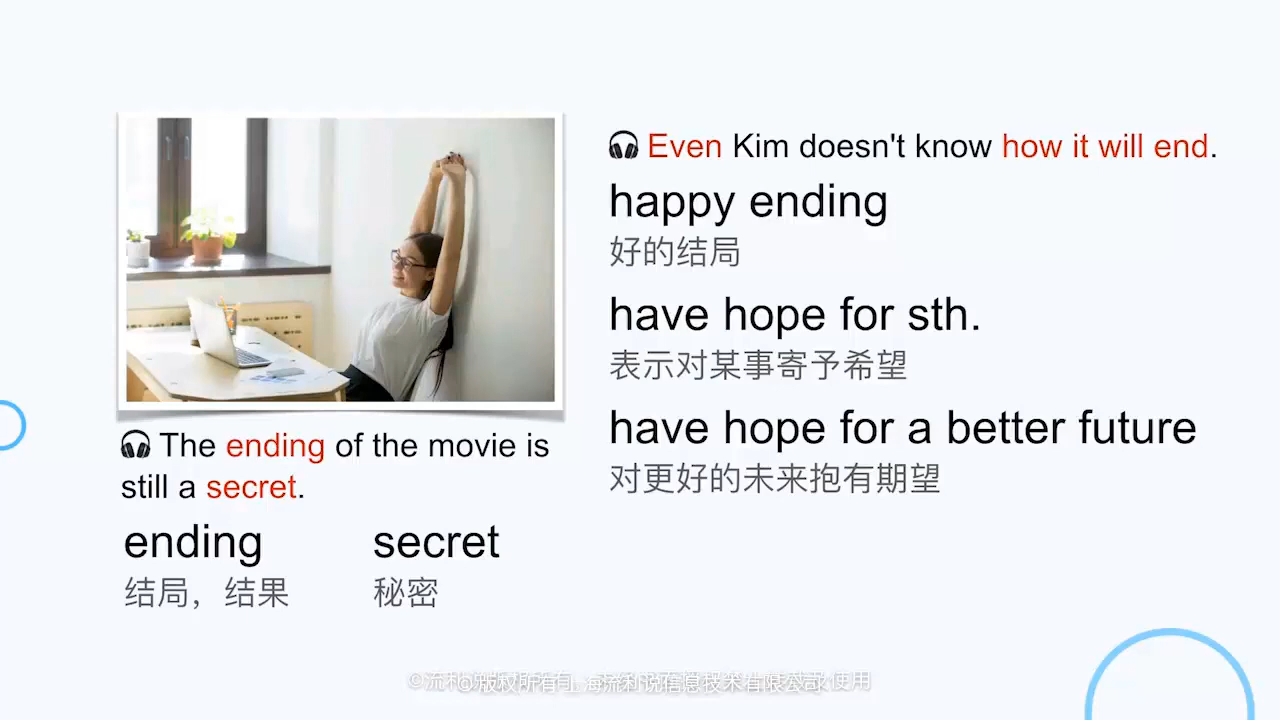 The ending of the movie is
still a secret.
ending
结局，结果
secret
秘密
Even Kim doesn't know how it will end.
happy ending
好的结局
have hope for sth.
表示对某事寄予希望
have hope for a better future
对更好的未来抱有期望